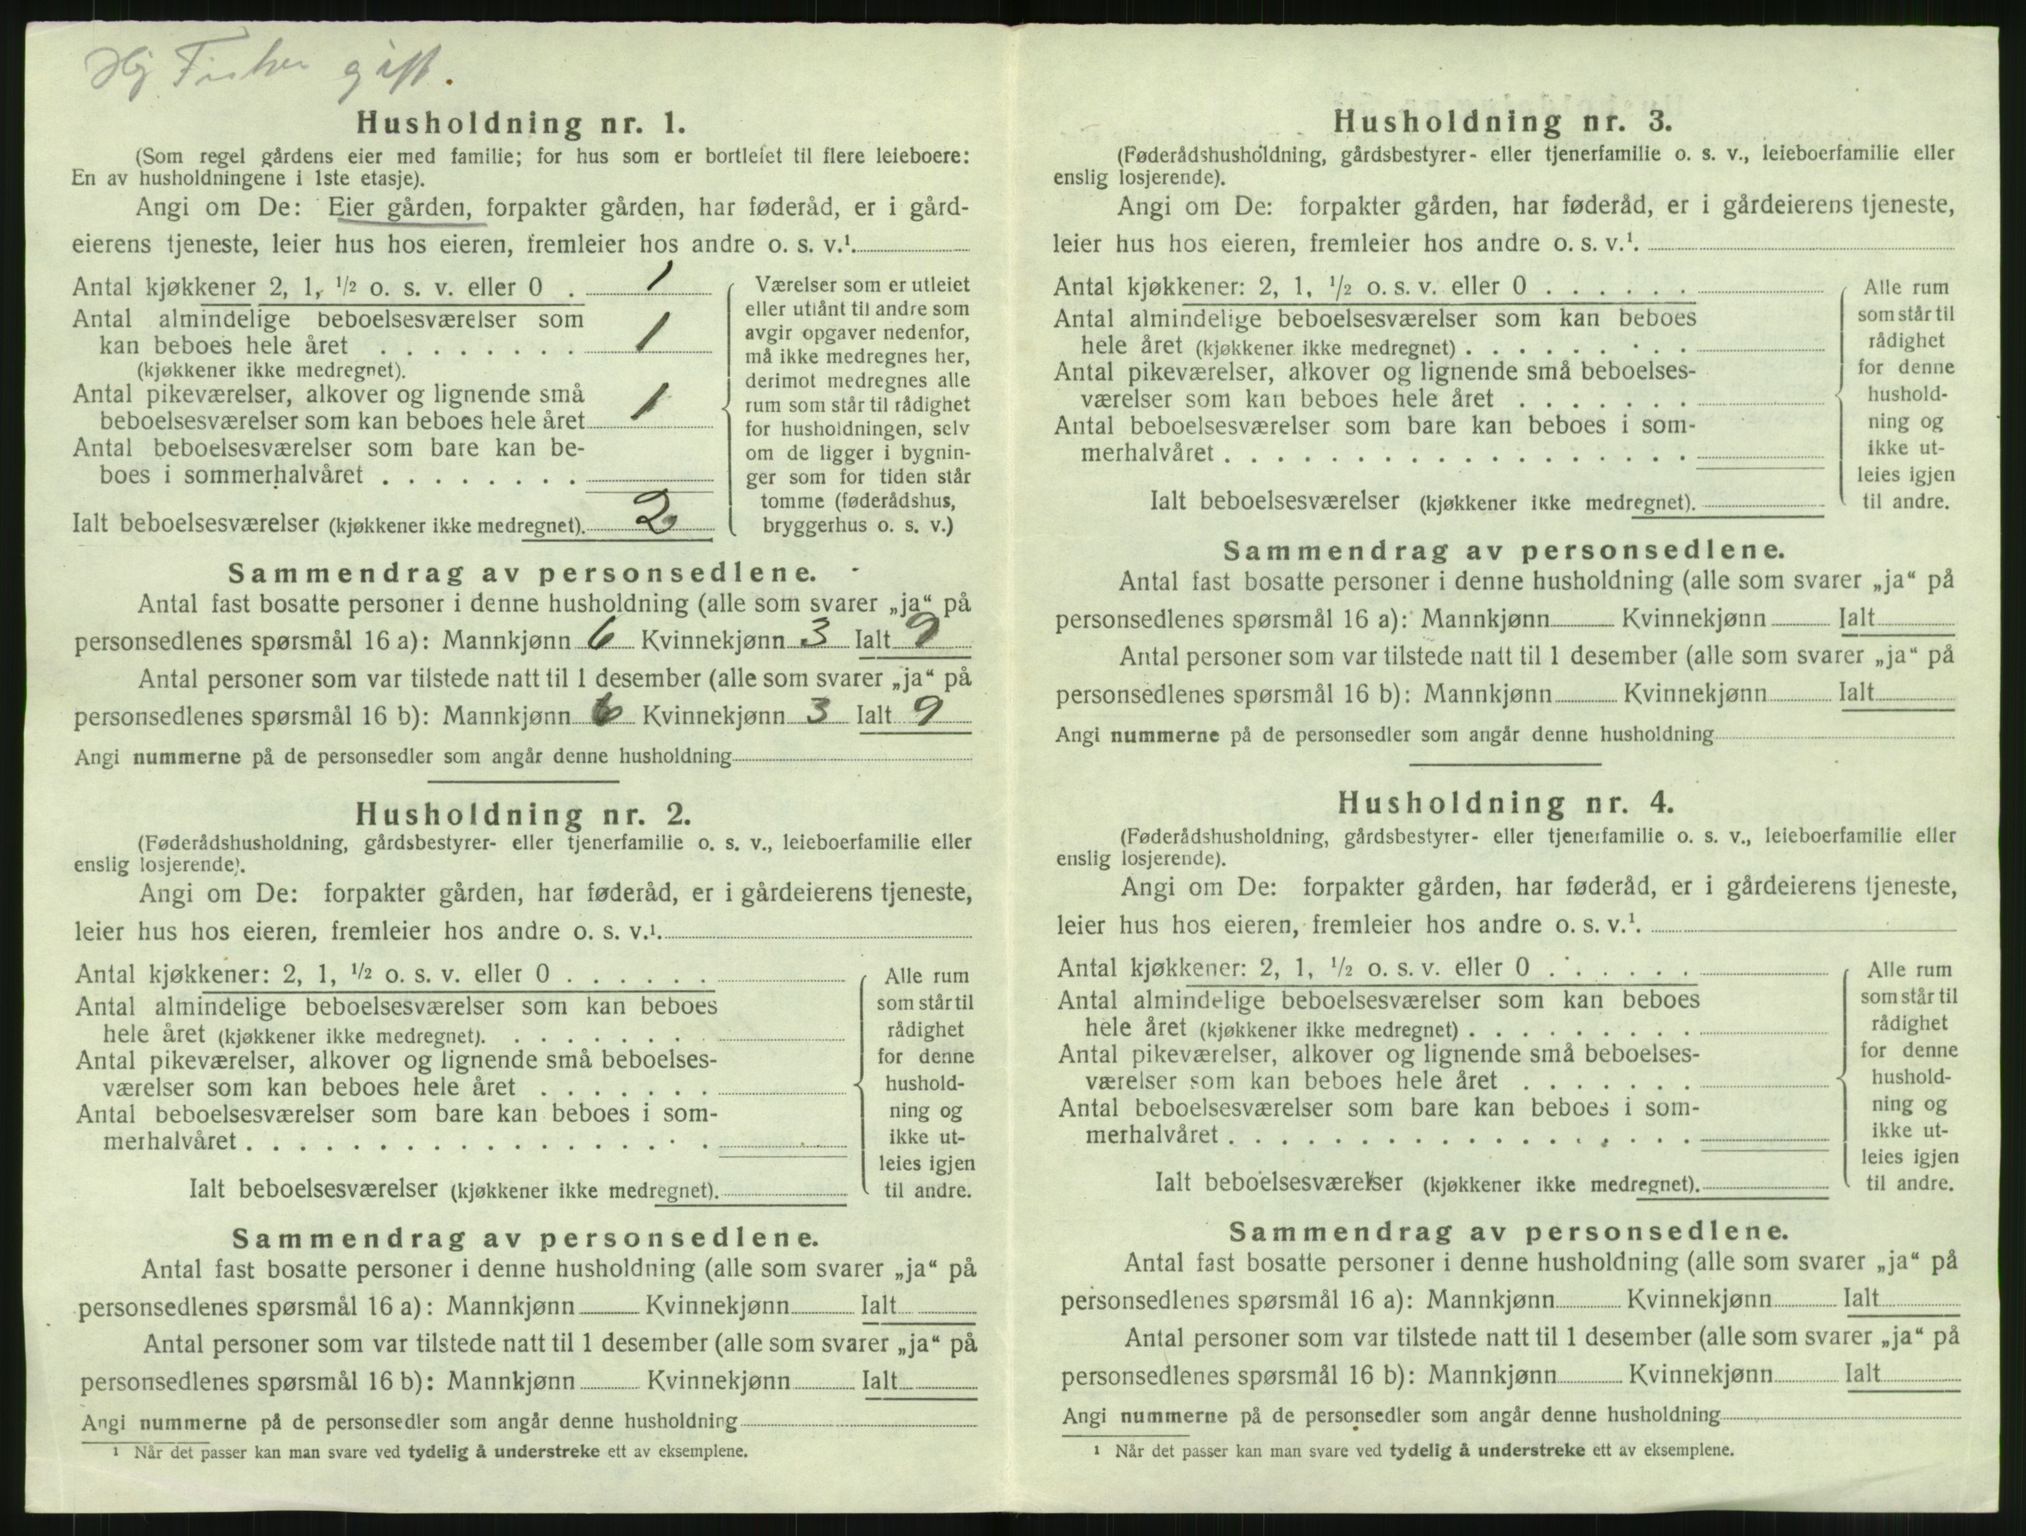 Fisker gift.
Husholdning nr. 1.
(Som regel gårdens eier med familie; for hus som er bortleiet til flere leieboere:
En av husholdningene i 1ste etasje).
Angi om De: Eier gården, forpakter gården, har føderåd, er i gård-
eierens tjeneste, leier hus hos eieren, fremleier hos andre o. s. v.¹
Antal kjøkkener 2, 1, ½ o. s. v. eller 0 . 1
Antal almindelige beboelsesværelser som
kan beboes hele året . . . . . . . . 1
(kjøkkener ikke medregnet).
Antal pikeværelser, alkover og lignende små
beboelsesværelser som kan beboes hele året 1
Antal beboelsesværelser som bare kan be-
boes i sommerhalvåret . . . . . . . .
Ialt beboelsesværelser (kjøkkener ikke medregnet). 2
Værelser som er utleiet
eller utlånt til andre som
avgir opgaver nedenfor,
må ikke medregnes her,
derimot medregnes alle
rum som står til rådighet
for husholdningen, selv
om de ligger i bygnin-
ger som for tiden står
tomme (føderådshus,
bryggerhus o. s. v.)
Sammendrag av personsedlene.
Antal fast bosatte personer i denne husholdning (alle som svarer „ja“ på
personsedlenes spørsmål 16 a): Mannkjønn 6 Kvinnekjønn 3 Ialt 9
Antal personer som var tilstede natt til 1 desember (alle som svarer „ja“ på
personsedlenes spørsmål 16 b): Mannkjønn 6 Kvinnekjønn 3 Ialt 9
Angi nummerne på de personsedler som angår denne husholdning
Husholdning nr. 2.
(Føderådshusholdning, gårdsbestyrer- eller tjenerfamilie o. s. v., leieboerfamilie eller
enslig losjerende).
Angi om De: forpakter gården, har føderåd, er i gårdeierens tjeneste,
leier hus hos eieren, fremleier hos andre o. s. v.¹.
Antal kjøkkener: 2, 1, ½ o. s. v. eller 0 . . . . . .
Antal almindelige beboelsesværelser som kan beboes
hele året (kjøkkener ikke medregnet). . . . . . . . .
Antal pikeværelser, alkover og lignende små beboelses-
værelser som kan beboes hele året . . . . . . .
Antal beboelsesværelser som bare kan beboes i som-
merhalvåret . . . . . . . . . . . . . . . . . .
Ialt beboelsesværelser (kjøkkener ikke medregnet).
Alle rum
som står til
rådighet
for denne
hushold-
ning og
ikke ut-
leies igjen
til andre.
Sammendrag av personsedlene.
Antal fast bosatte personer i denne husholdning (alle som svarer „ja“ på
personsedlenes spørsmål 16 a): Mannkjønn Kvinnekjønn Ialt
Antal personer som var tilstede natt til 1 desember (alle som svarer „ja“ på
personsedlenes spørsmål 16 b): Mannkjønn Kvinnekjønn Ialt
Angi nummerne på de personsedler som angår denne husholdning
¹ Når det passer kan man svare ved tydelig å understreke ett av eksemplene.
Husholdning nr. 3.
(Føderådshusholdning, gårdsbestyrer- eller tjenerfamilie o. s. v., leieboerfamilie eller
enslig losjerende).
Angi om De: forpakter gården, har føderåd, er i gårdeierens tjeneste,
leier hus hos eieren, fremleier hos andre o. s. v.¹.
Antal kjøkkener: 2, 1, ½ o. s. v. eller 0 . . . . . .
Antal almindelige beboelsesværelser som kan beboes
hele året (kjøkkener ikke medregnet) . . . . . . . . .
Antal pikeværelser, alkover og lignende små beboelses-
værelser som kan beboes hele året . . . . . . .
Antal beboelsesværelser som bare kan beboes i som-
merhalvåret . . . . . . . . . . . . . . . . . .
Ialt beboelsesværelser (kjøkkener ikke medregnet).
Alle rum
som står til
rådighet
for denne
hushold-
ning og
ikke ut-
leies igjen
til andre.
Sammendrag av personsedlene.
Antal fast bosatte personer i denne husholdning (alle som svarer „ja“ på
personsedlenes spørsmål 16 a): Mannkjønn Kvinnekjønn Ialt
Antal personer som var tilstede natt til 1 desember (alle som svarer „ja“ på
personsedlenes spørsmål 16 b): Mannkjønn Kvinnekjønn Ialt
Angi nummerne på de personsedler som angår denne husholdning
Husholdning nr. 4.
(Føderådshusholdning, gårdsbestyrer- eller tjenerfamilie o. s. v., leieboerfamilie eller
enslig losjerende).
Angi om De: forpakter gården, har føderåd, er i gårdeierens tjeneste,
leier hus hos eieren, fremleier hos andre o. s. v.¹.
Antal kjøkkener: 2, 1, ½ o. s. v. eller 0 . . . . . .
Antal almindelige beboelsesværelser som kan beboes
hele året (kjøkkener ikke medregnet) . . . . . . . . .
Antal pikeværelser, alkover og lignende små beboelses-
værelser som kan beboes hele året . . . . . . .
Antal beboelsesværelser som bare kan beboes i som-
merhalvåret . . . . . . . . . . . . . . . . . .
Ialt beboelsesværelser (kjøkkener ikke medregnet).
Alle rum
som står til
rådighet
for denne
hushold-
ning og
ikke ut-
leies igjen
til andre.
Sammendrag av personsedlene.
Antal fast bosatte personer i denne husholdning (alle som svarer „ja“ på
personsedlenes spørsmål 16 a): Mannkjønn Kvinnekjønn Ialt
Antal personer som var tilstede natt til 1 desember (alle som svarer „ja“ på
personsedlenes spørsmål 16 b): Mannkjønn Kvinnekjønn Ialt
Angi nummerne på de personsedler som angår denne husholdning
¹ Når det passer kan man svare ved tydelig å understreke ett av eksemplene.